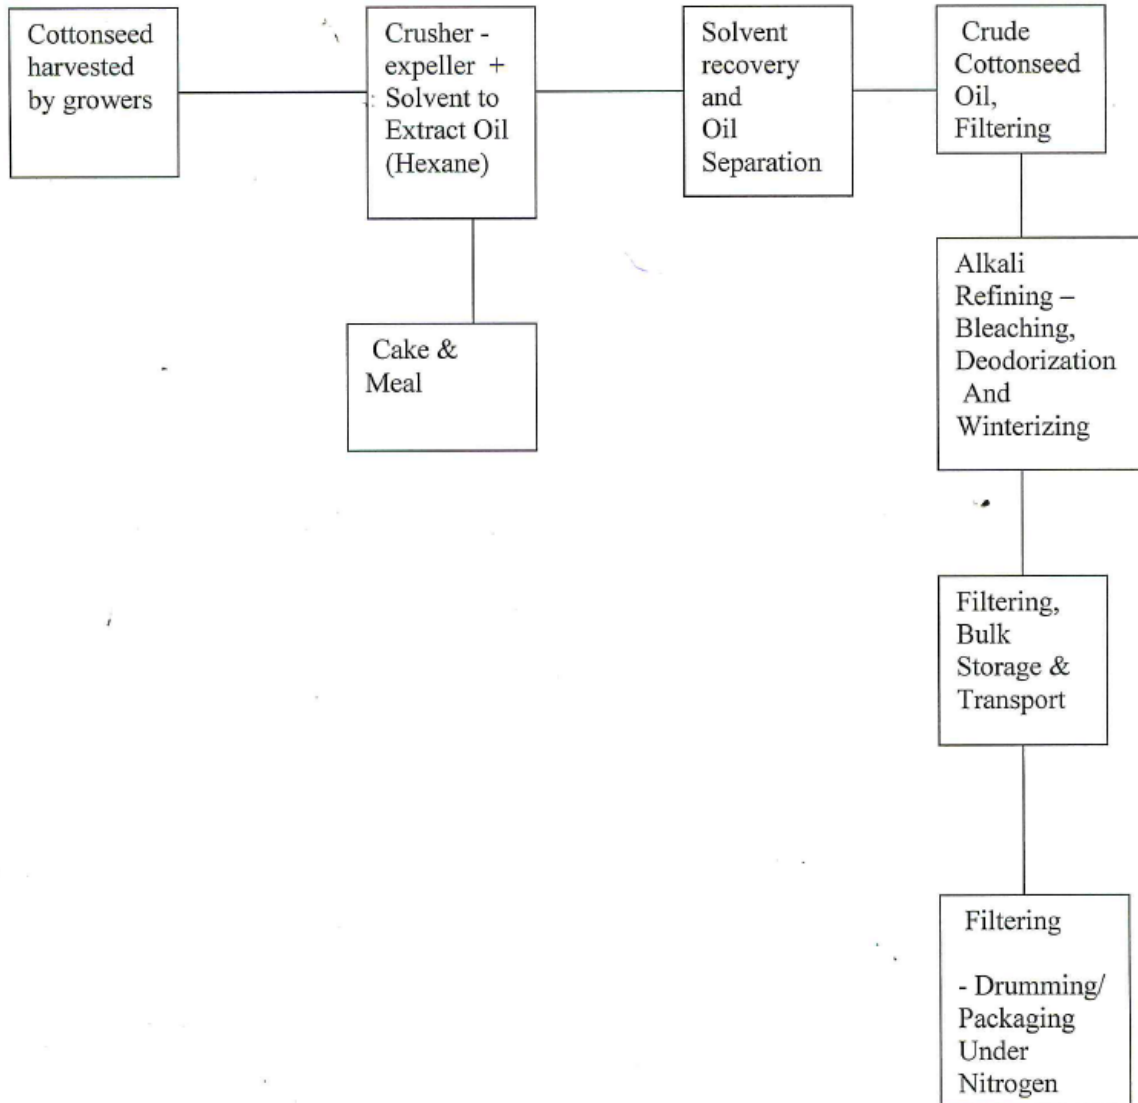 Cottonseed
harvested
by growers
Crusher -
expeller +
Solvent to
Extract Oil
(Hexane)
Solvent
recovery
and
Oil
Separation
Crude
Cottonseed
Oil,
Filtering
Cake &
Meal
Alkali
Refining –
Bleaching,
Deodorization
And
Winterizing
Filtering,
Bulk
Storage &
Transport
Filtering
- Drumming/
Packaging
Under
Nitrogen